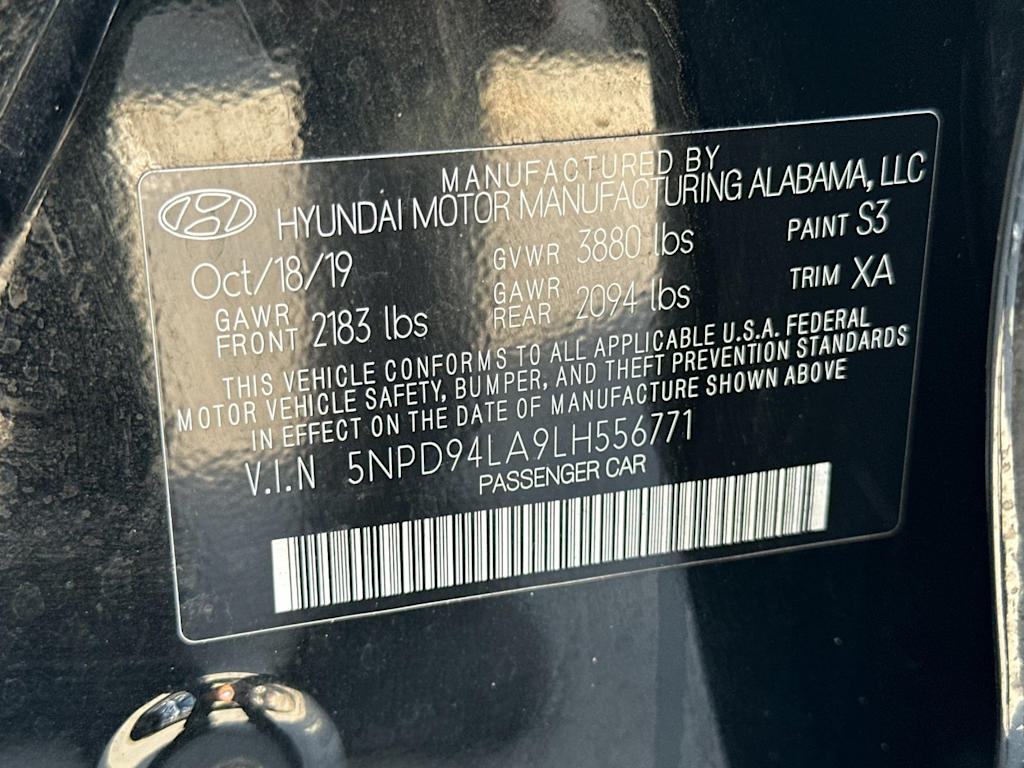 MANUFACTURED BY
HYUNDAI MOTOR MANUFACTURING ALABAMA, LLC
Oct/18/19 GVWR 3880 lbs PAINT S3
GAWR FRONT 2183 lbs GAWR REAR 2094 lbs TRIM XA
THIS VEHICLE CONFORMS TO ALL APPLICABLE U.S.A. FEDERAL
MOTOR VEHICLE SAFETY, BUMPER, AND THEFT PREVENTION STANDARDS
IN EFFECT ON THE DATE OF MANUFACTURE SHOWN ABOVE
V.I.N 5NPD94LA9LH556771
PASSENGER CAR